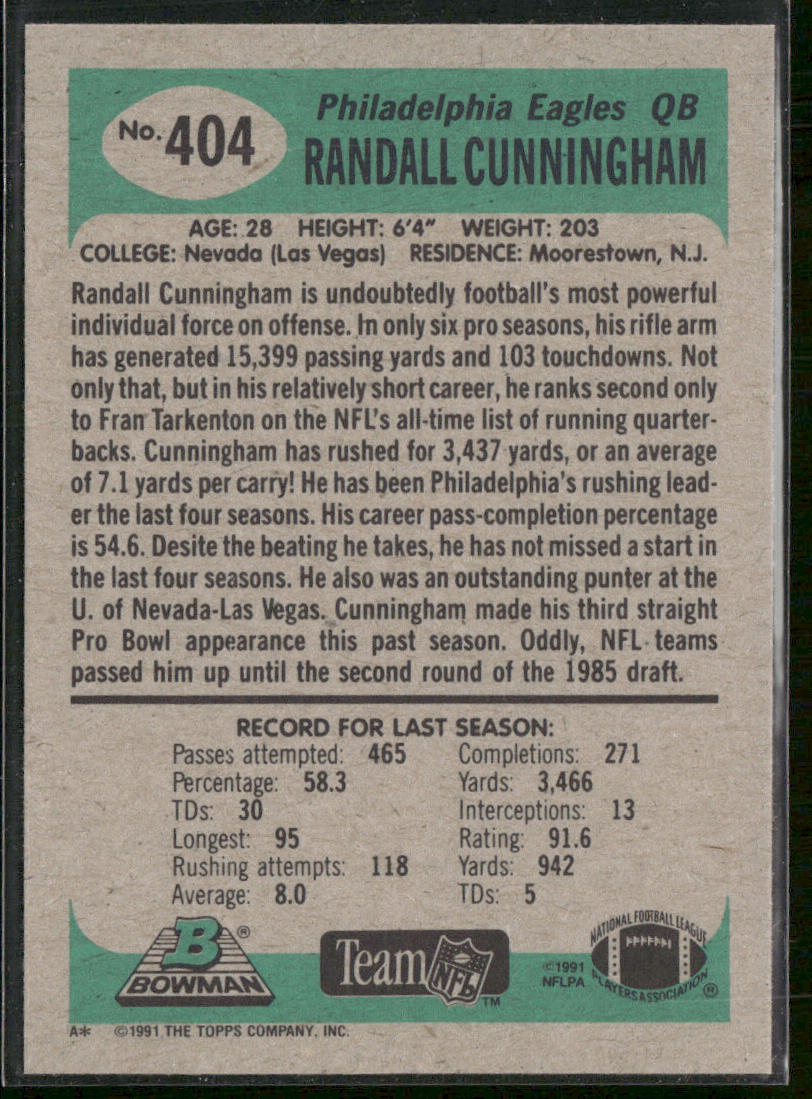 No. 404
Philadelphia Eagles QB
RANDALL CUNNINGHAM
AGE: 28 HEIGHT: 6'4" WEIGHT: 203
COLLEGE: Nevada (Las Vegas) RESIDENCE: Moorestown, N.J.
Randall Cunningham is undoubtedly football's most powerful
individual force on offense. In only six pro seasons, his rifle arm
has generated 15,399 passing yards and 103 touchdowns. Not
only that, but in his relatively short career, he ranks second only
to Fran Tarkenton on the NFL's all-time list of running quarter-
backs. Cunningham has rushed for 3,437 yards, or an average
of 7.1 yards per carry! He has been Philadelphia's rushing lead-
er the last four seasons. His career pass-completion percentage
is 54.6. Desite the beating he takes, he has not missed a start in
the last four seasons. He also was an outstanding punter at the
U. of Nevada-Las Vegas. Cunningham made his third straight
Pro Bowl appearance this past season. Oddly, NFL teams
passed him up until the second round of the 1985 draft.
RECORD FOR LAST SEASON:
Passes attempted: 465 Completions: 271
Percentage: 58.3 Yards: 3,466
TDs: 30 Interceptions: 13
Longest: 95 Rating: 91.6
Rushing attempts: 118 Yards: 942
Average: 8.0 TDs: 5
B®
BOWMAN
Team NFL™
©1991
NFLPA
NATIONAL FOOTBALL LEAGUE
PLAYERS ASSOCIATION®
A* ©1991 THE TOPPS COMPANY, INC.